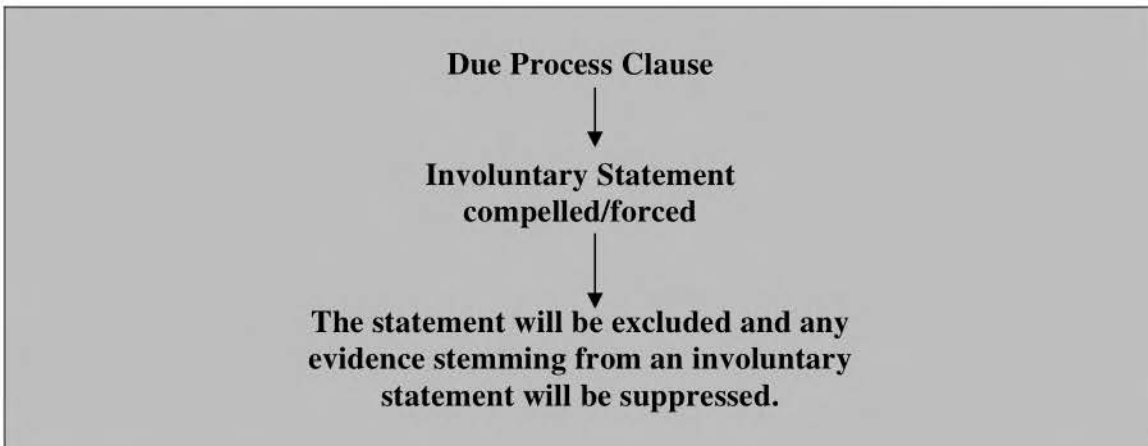 Due Process Clause
Involuntary Statement
compelled/forced
The statement will be excluded and any
evidence stemming from an involuntary
statement will be suppressed.